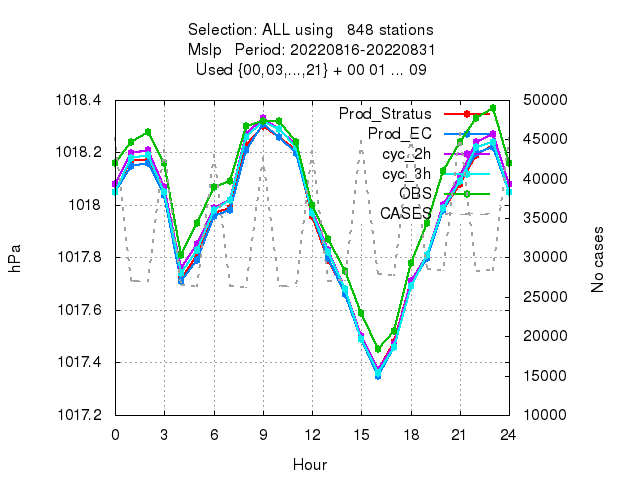 Selection: ALL using   848 stations
Mslp   Period: 20220816-20220831
Used {00,03,...,21} + 00 01 ... 09
1018.4
1018.2
1018
1017.8
1017.6
1017.4
1017.2
50000
45000
40000
35000
30000
25000
20000
15000
10000
0 3 6 9 12 15 18 21 24
hPa
No cases
Hour
Prod_Stratus
Prod_EC
cyc_2h
cyc_3h
OBS
CASES